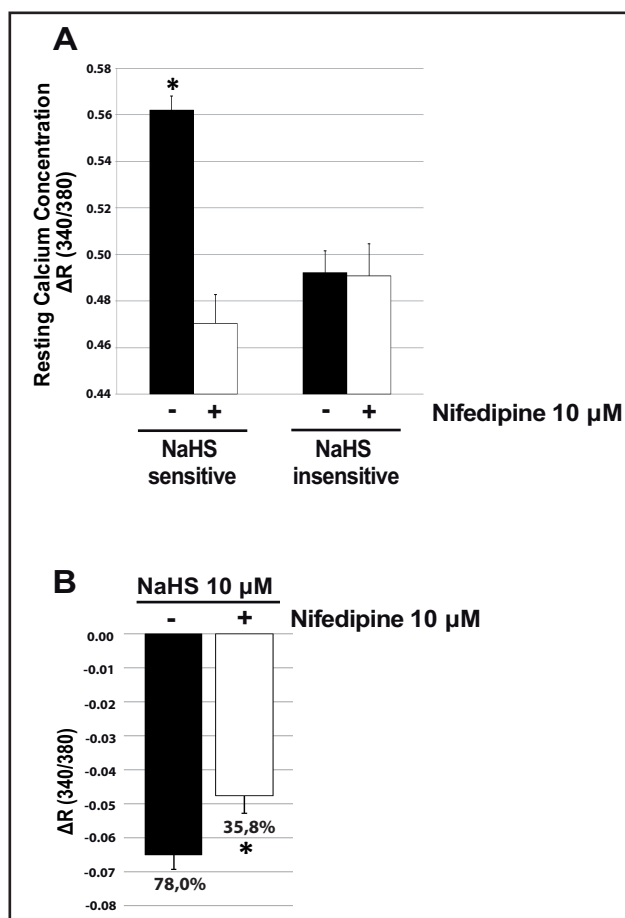 A
Resting Calcium Concentration
ΔR (340/380)
0.58
*
0.56
0.54
0.52
0.50
0.48
0.46
0.44
- + - + Nifedipine 10 µM
NaHS NaHS
sensitive insensitive
B
NaHS 10 µM
- + Nifedipine 10 µM
ΔR (340/380)
0.00
-0.01
-0.02
-0.03
-0.04
-0.05
35,8%
-0.06
*
-0.07
78,0%
-0.08